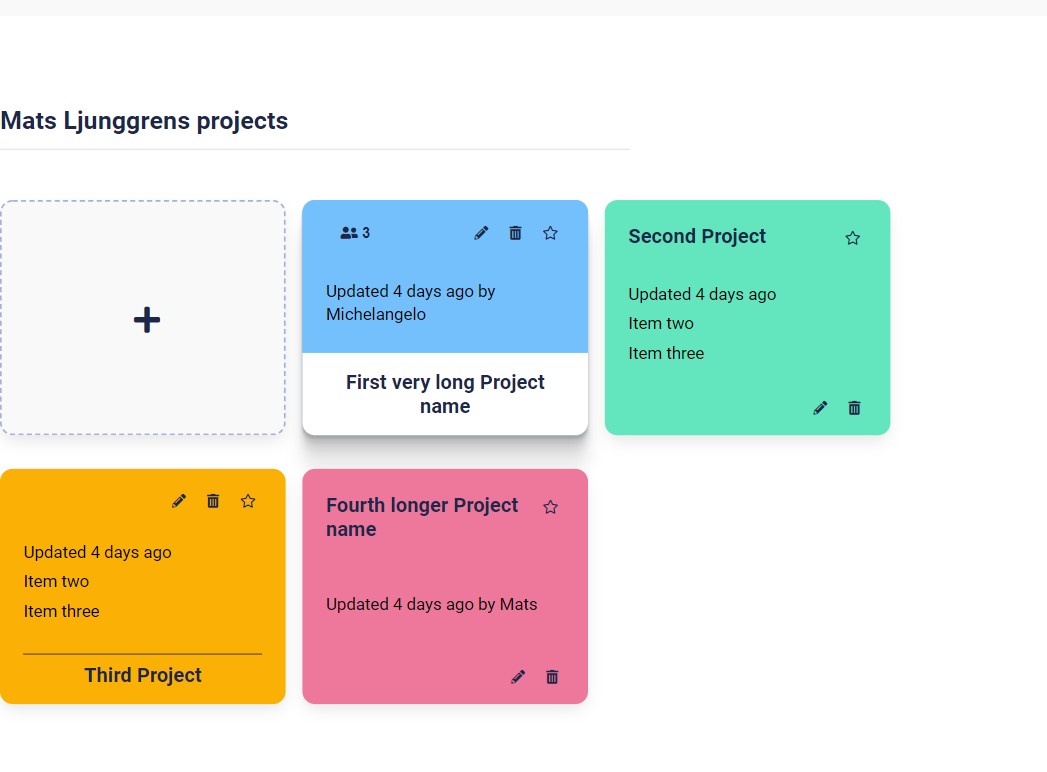 Mats Ljunggrens projects
3
Updated 4 days ago by
Michelangelo
First very long Project
name
Second Project
Updated 4 days ago
Item two
Item three
Updated 4 days ago
Item two
Item three
Third Project
Fourth longer Project
name
Updated 4 days ago by Mats